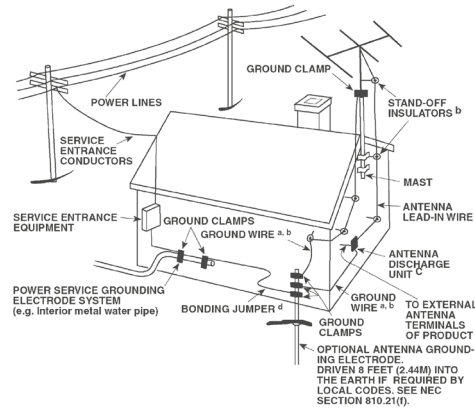 GROUND CLAMP
POWER LINES
STAND-OFF
INSULATORS b
SERVICE
ENTRANCE
CONDUCTORS
MAST
ANTENNA
LEAD-IN WIRE
SERVICE ENTRANCE
EQUIPMENT
GROUND CLAMPS
GROUND WIRE a, b
ANTENNA
DISCHARGE
UNIT C
POWER SERVICE GROUNDING
ELECTRODE SYSTEM
(e.g. Interior metal water pipe)
BONDING JUMPER d
GROUND
WIRE a, b
TO EXTERNAL
ANTENNA
TERMINALS
OF PRODUCT
GROUND
CLAMPS
OPTIONAL ANTENNA GROUND-
ING ELECTRODE.
DRIVEN 8 FEET (2.44M) INTO
THE EARTH IF REQUIRED BY
LOCAL CODES. SEE NEC
SECTION 810.21(f).